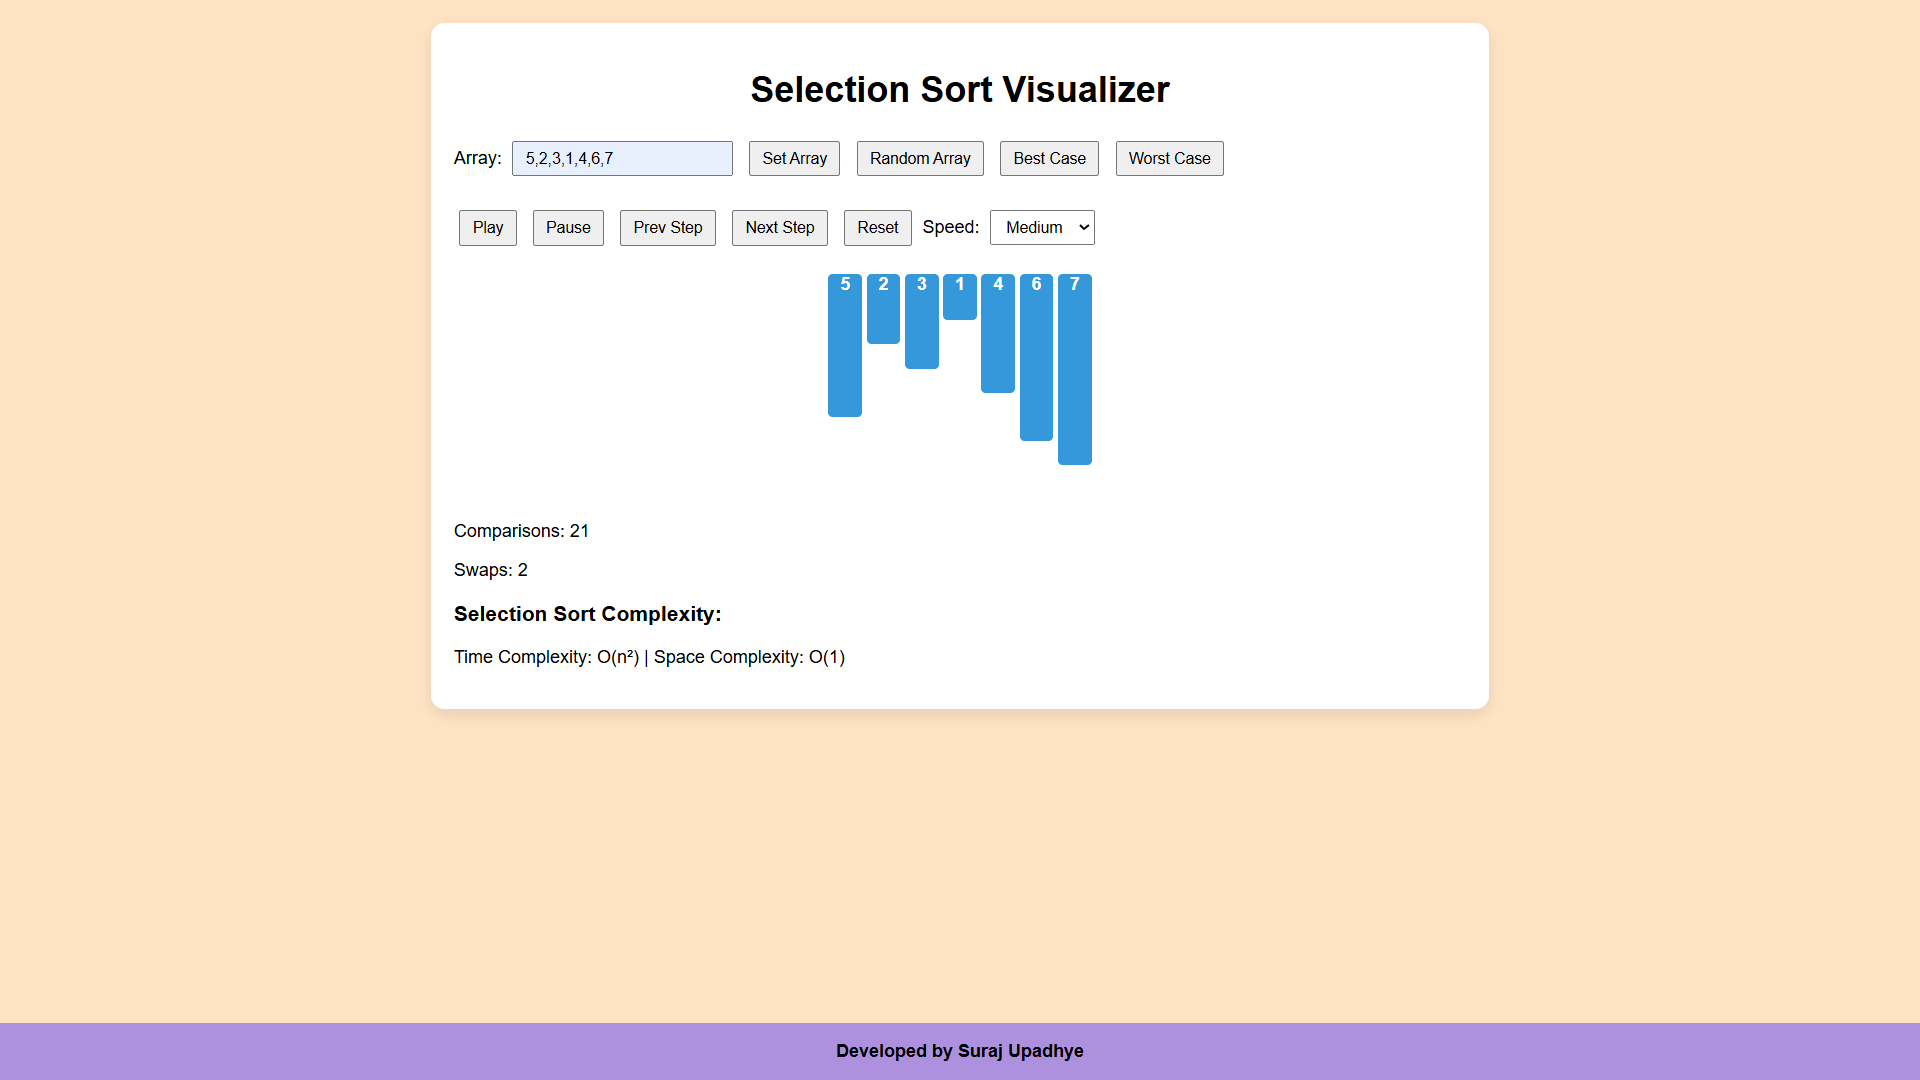 Selection Sort Visualizer
Array: 5,2,3,1,4,6,7 Set Array Random Array Best Case Worst Case
Play Pause Prev Step Next Step Reset Speed: Medium
5 2 3 1 4 6 7
Comparisons: 21
Swaps: 2
Selection Sort Complexity:
Time Complexity: O(n²) | Space Complexity: O(1)
Developed by Suraj Upadhye